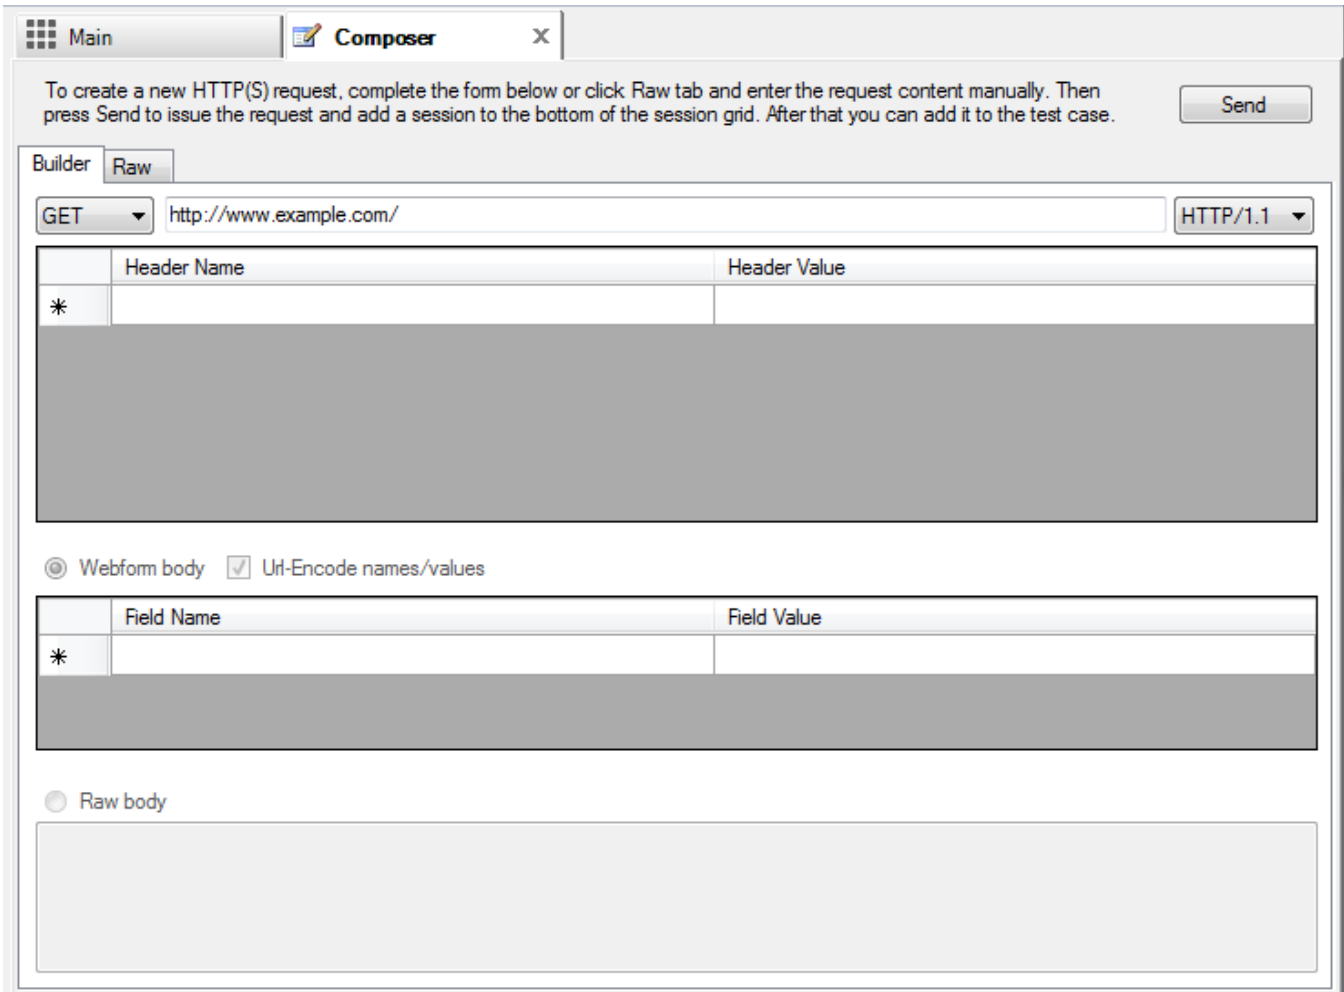 Main
Composer
To create a new HTTP(S) request, complete the form below or click Raw tab and enter the request content manually. Then
press Send to issue the request and add a session to the bottom of the session grid. After that you can add it to the test case.
Send
Builder
Raw
GET
http://www.example.com/
HTTP/1.1
Header Name
Header Value
Webform body
Url-Encode names/values
Field Name
Field Value
Raw body